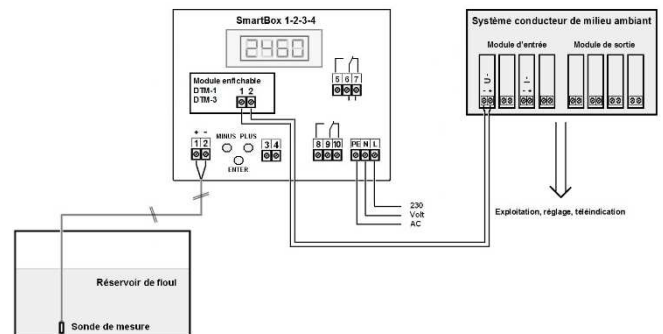 SmartBox 1-2-3-4
2460
Module enfichable
DTM-1
DTM-3
1 2
5 6 7
+ -
1 2
MINUS PLUS
ENTER
3 4
8 9 10
PE N L
230
Volt
AC
Système conducteur de milieu ambiant
Module d'entrée
Module de sortie
U
- +
I
- +
Exploitation, réglage, téléindication
Réservoir de fioul
Sonde de mesure